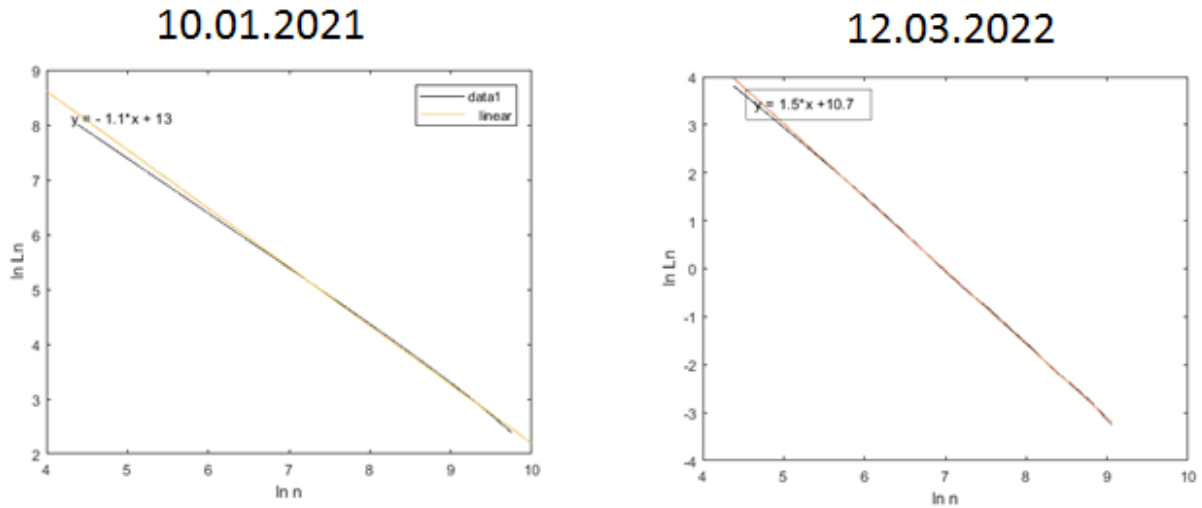 10.01.2021
9
8
7
6
5
4
3
2
ln Ln
y = - 1.1*x + 13
data1
linear
4 5 6 7 8 9 10
ln n
12.03.2022
4
3
2
1
0
-1
-2
-3
-4
ln Ln
y = 1.5*x +10.7
4 5 6 7 8 9 10
ln n